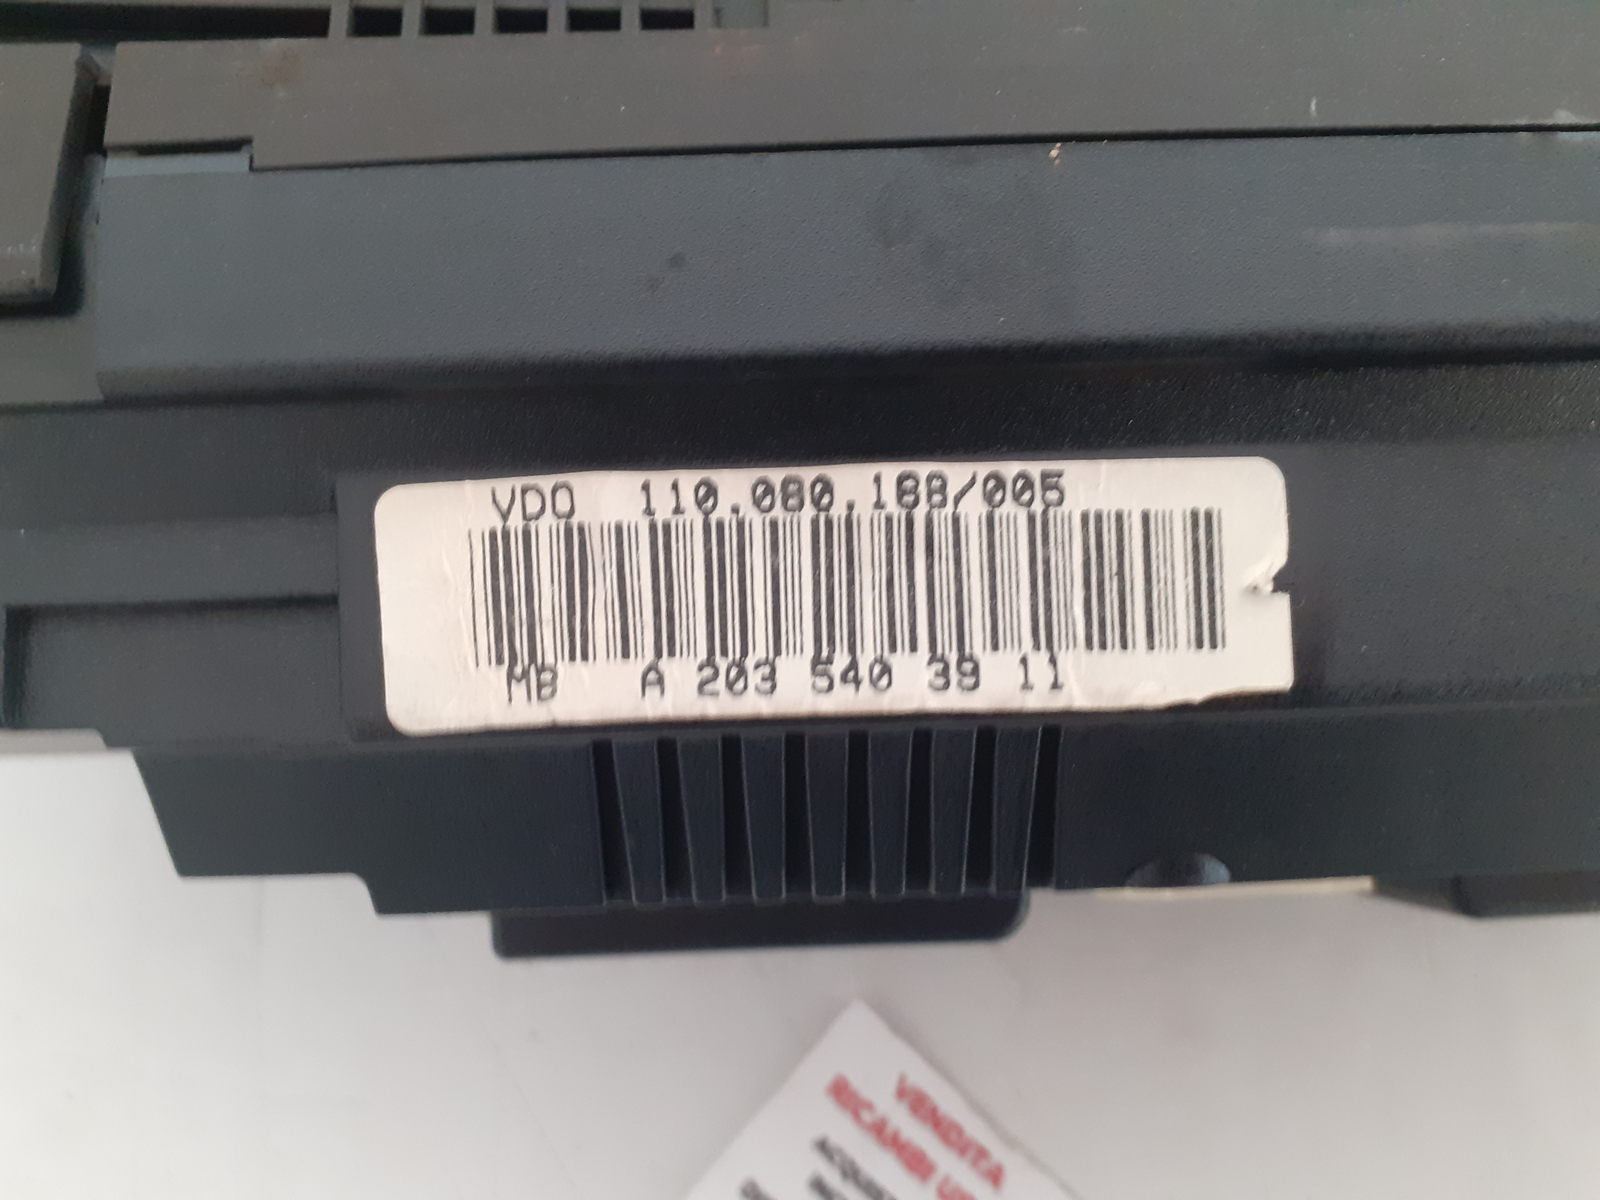 VDO 110.080.188/005
MB A 203 540 39 11
VENDITA
RICAMBI